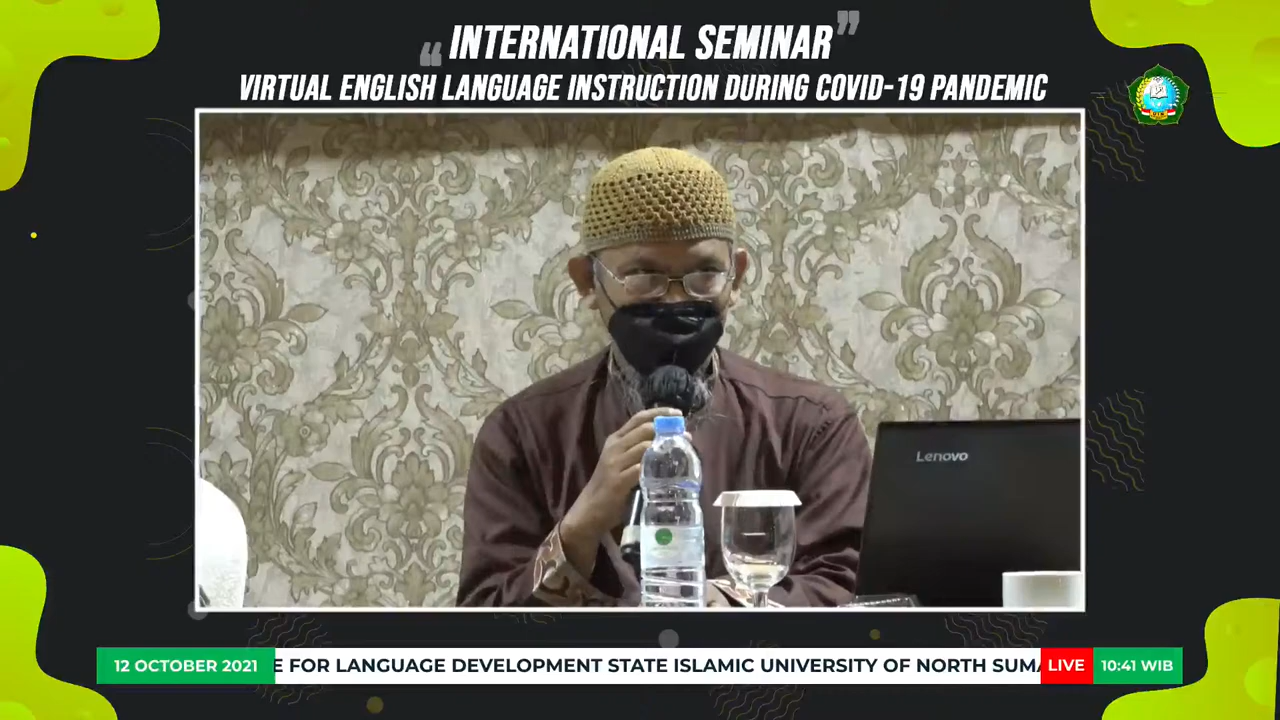 “ INTERNATIONAL SEMINAR ”
VIRTUAL ENGLISH LANGUAGE INSTRUCTION DURING COVID-19 PANDEMIC
Lenovo
12 OCTOBER 2021 E FOR LANGUAGE DEVELOPMENT STATE ISLAMIC UNIVERSITY OF NORTH SUMA LIVE 10:41 WIB